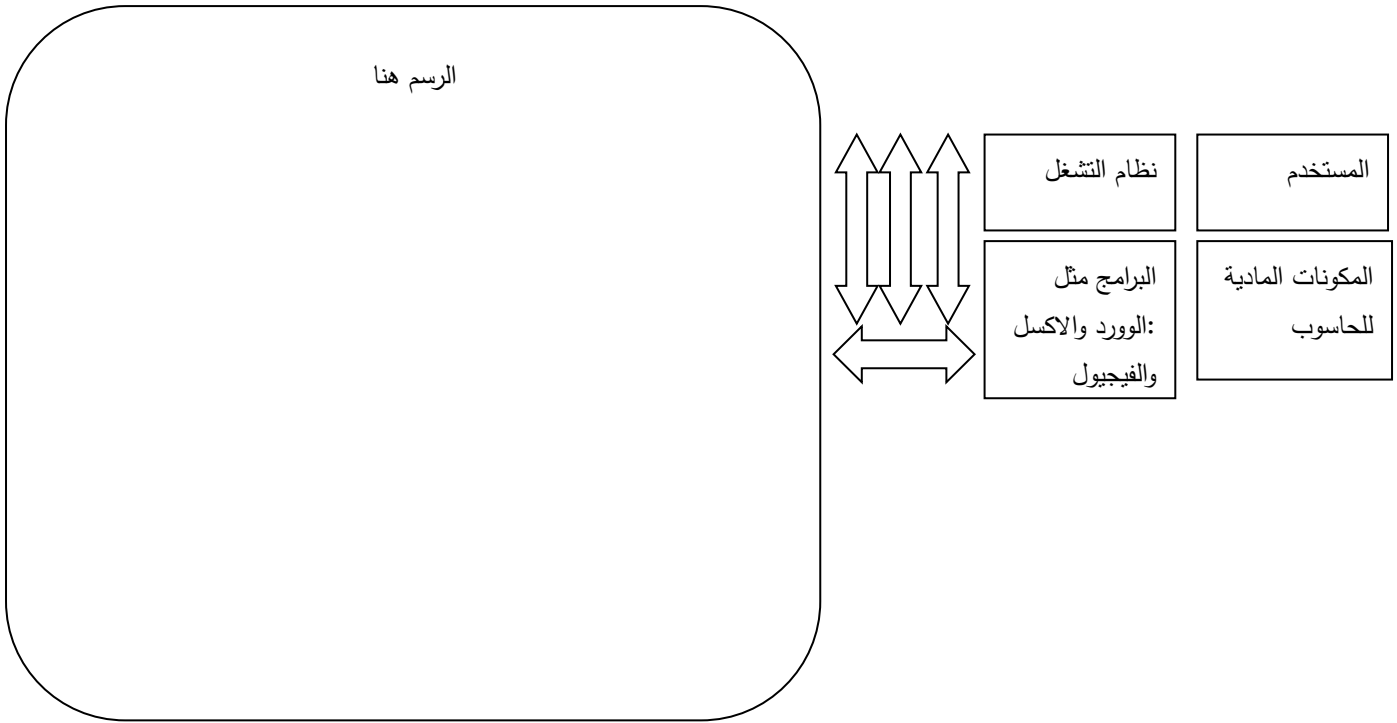 الرسم هنا
المستخدم
نظام التشغل
المكونات المادية
للحاسوب
البرامج مثل
:الوورد والاكسل
والفيجيول